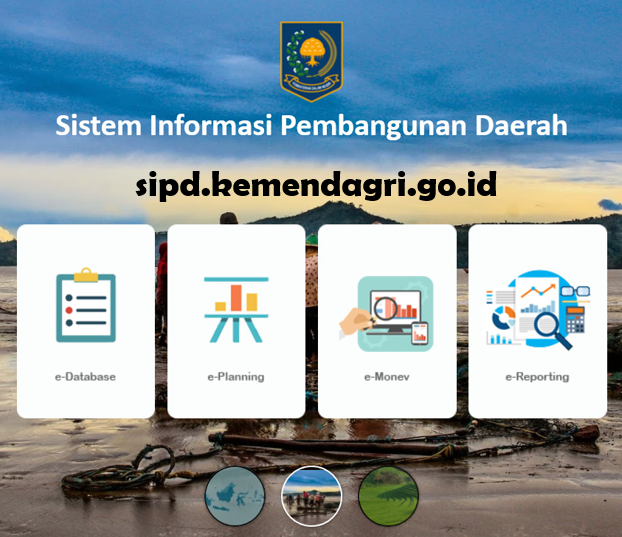 Sistem Informasi Pembangunan Daerah
sipd.kemendagri.go.id
e-Database
e-Planning
e-Monev
e-Reporting